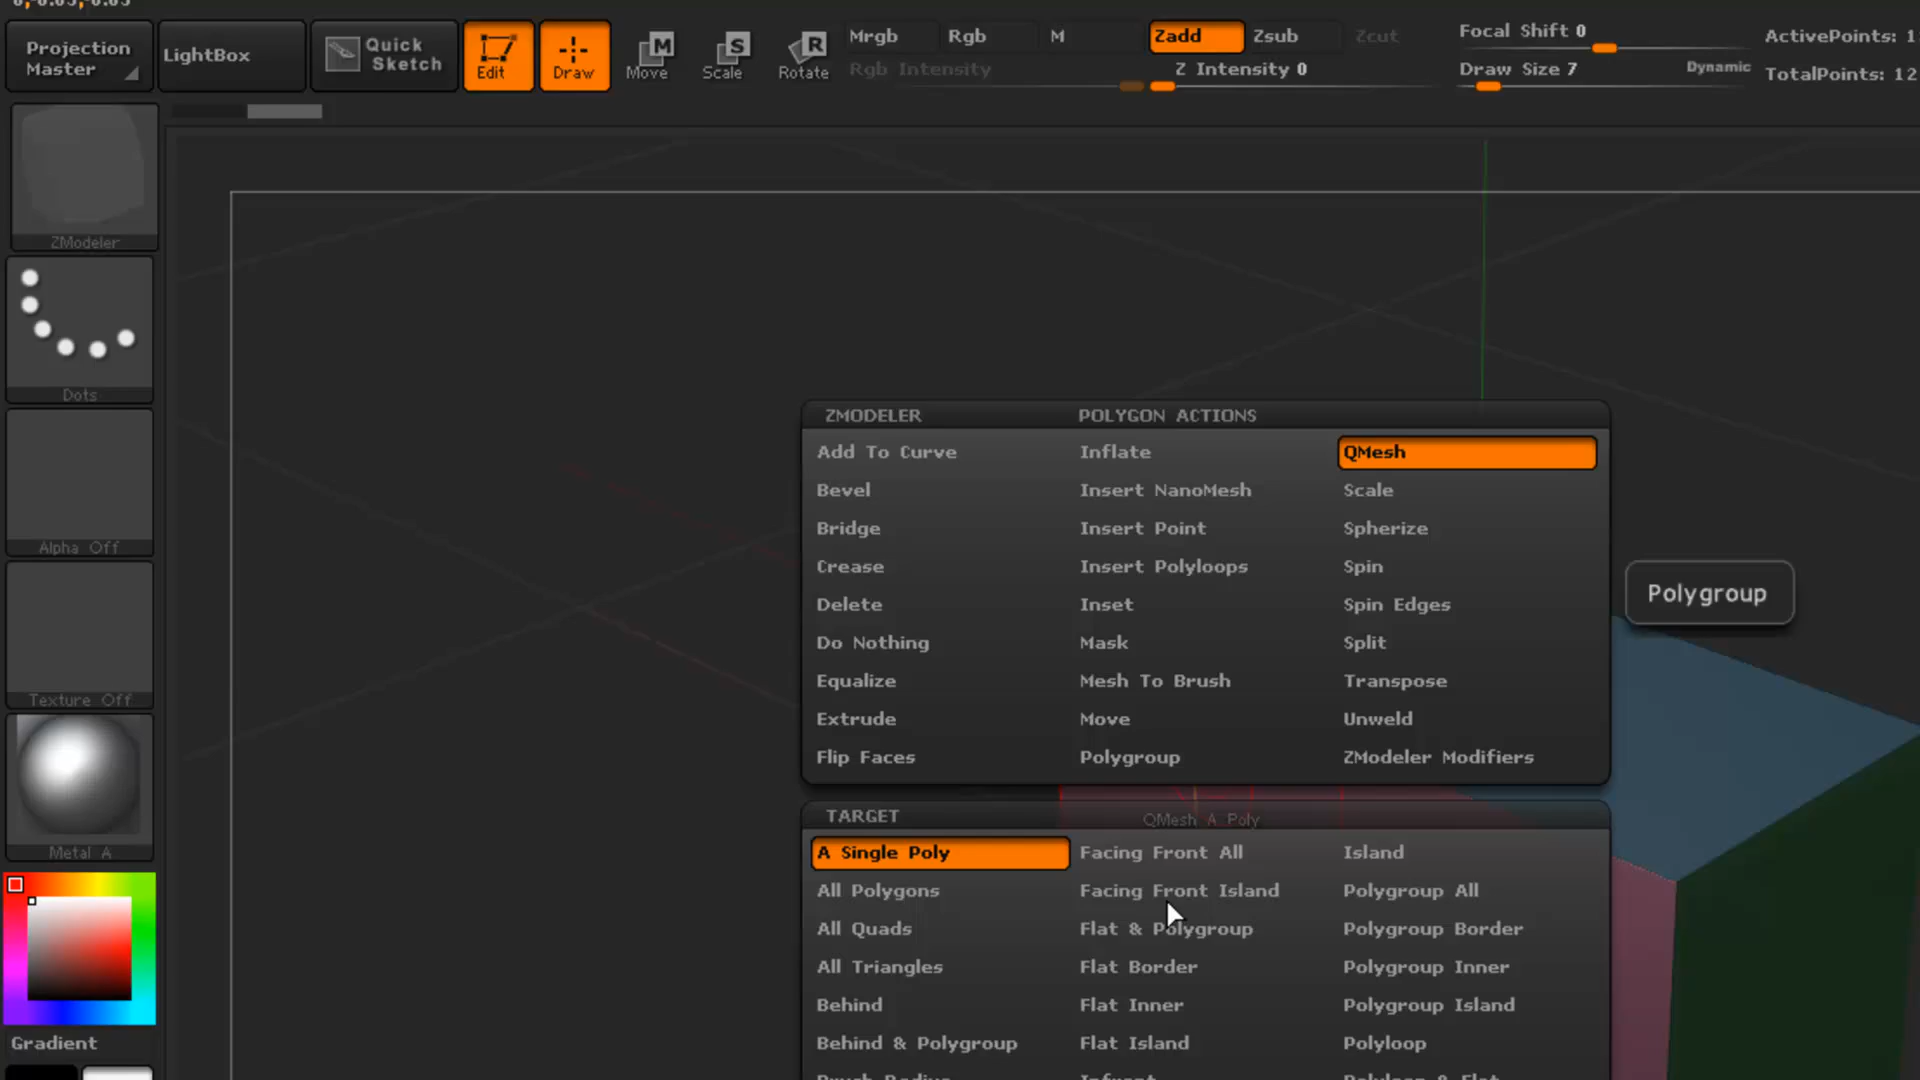 Projection Master
LightBox
Quick Sketch
Edit
Draw
Move
Scale
Rotate
M
S
R
Mrgb
Rgb
M
Zadd
Zsub
Zcut
Rgb Intensity
Z Intensity 0
Focal Shift 0
Draw Size 7
Dynamic
ActivePoints: 1
TotalPoints: 12
ZModeler
Dots
Alpha Off
Texture Off
Metal A
Gradient
ZMODELER
POLYGON ACTIONS
Add To Curve
Inflate
QMesh
Bevel
Insert NanoMesh
Scale
Bridge
Insert Point
Spherize
Crease
Insert Polyloops
Spin
Delete
Inset
Spin Edges
Do Nothing
Mask
Split
Equalize
Mesh To Brush
Transpose
Extrude
Move
Unweld
Flip Faces
Polygroup
ZModeler Modifiers
Polygroup
TARGET
QMesh A Poly
A Single Poly
Facing Front All
Island
All Polygons
Facing Front Island
Polygroup All
All Quads
Flat & Polygroup
Polygroup Border
All Triangles
Flat Border
Polygroup Inner
Behind
Flat Inner
Polygroup Island
Behind & Polygroup
Flat Island
Polyloop